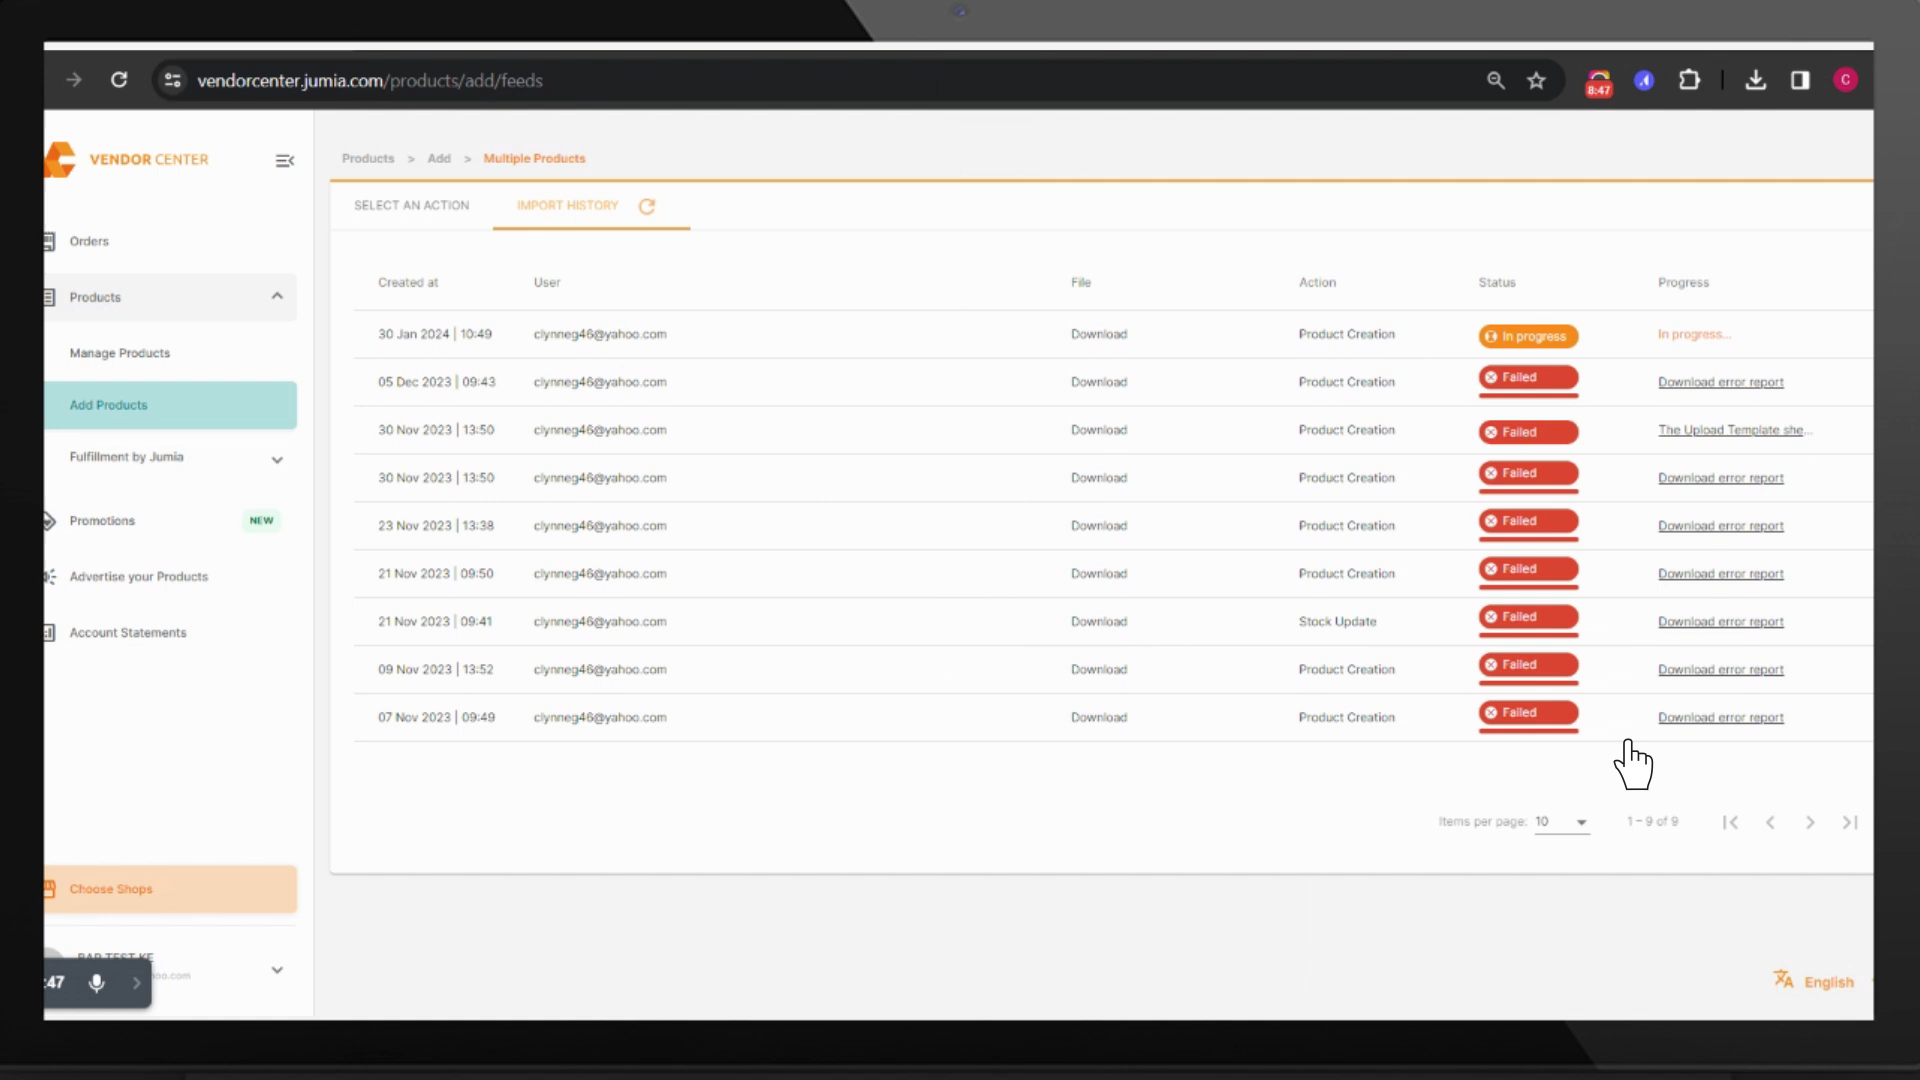 vendorcenter.jumia.com/products/add/feeds
8:47
C
VENDOR CENTER
Products > Add > Multiple Products
SELECT AN ACTION
IMPORT HISTORY
Orders
Products
Manage Products
Add Products
Fulfillment by Jumia
Promotions
NEW
Advertise your Products
Account Statements
Created at User File Action Status Progress
30 Jan 2024 | 10:49 clynneg46@yahoo.com Download Product Creation In progress In progress...
05 Dec 2023 | 09:43 clynneg46@yahoo.com Download Product Creation Failed Download error report
30 Nov 2023 | 13:50 clynneg46@yahoo.com Download Product Creation Failed The Upload Template she...
30 Nov 2023 | 13:50 clynneg46@yahoo.com Download Product Creation Failed Download error report
23 Nov 2023 | 13:38 clynneg46@yahoo.com Download Product Creation Failed Download error report
21 Nov 2023 | 09:50 clynneg46@yahoo.com Download Product Creation Failed Download error report
21 Nov 2023 | 09:41 clynneg46@yahoo.com Download Stock Update Failed Download error report
09 Nov 2023 | 13:52 clynneg46@yahoo.com Download Product Creation Failed Download error report
07 Nov 2023 | 09:49 clynneg46@yahoo.com Download Product Creation Failed Download error report
Items per page: 10 1 – 9 of 9
Choose Shops
:47
oo.com
English